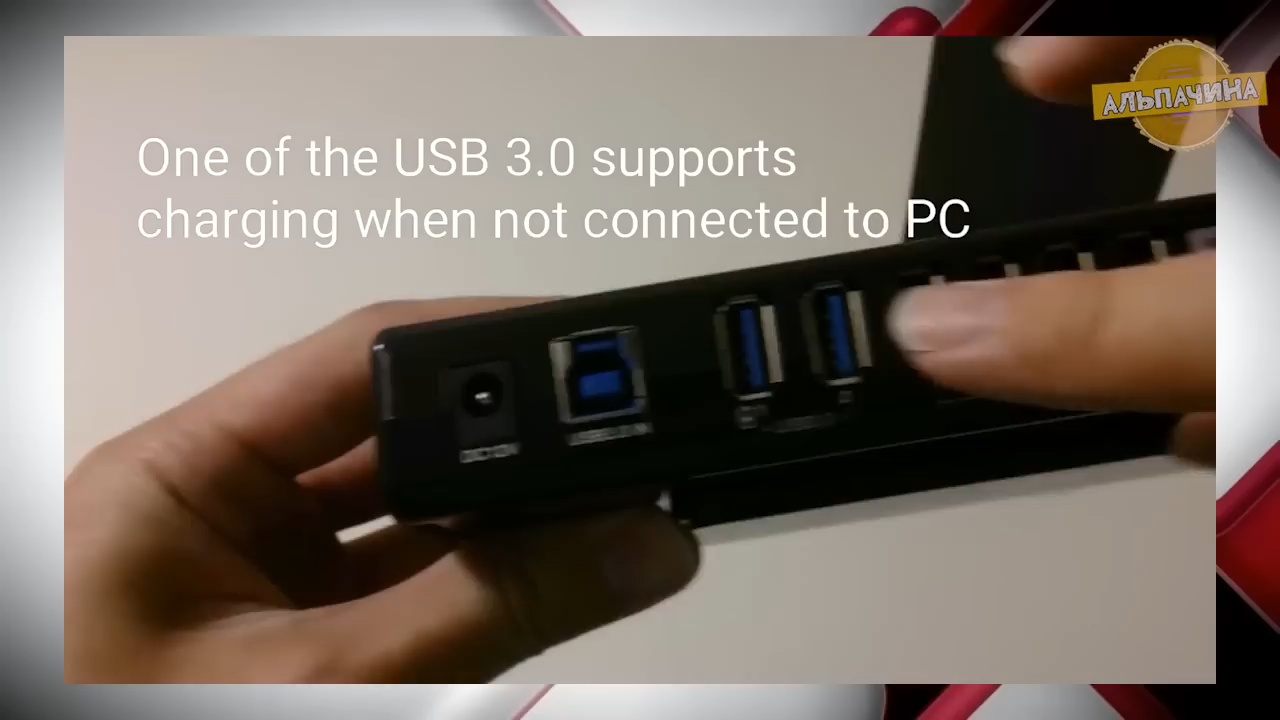 One of the USB 3.0 supports
charging when not connected to PC
АЛЬПАЧИНА